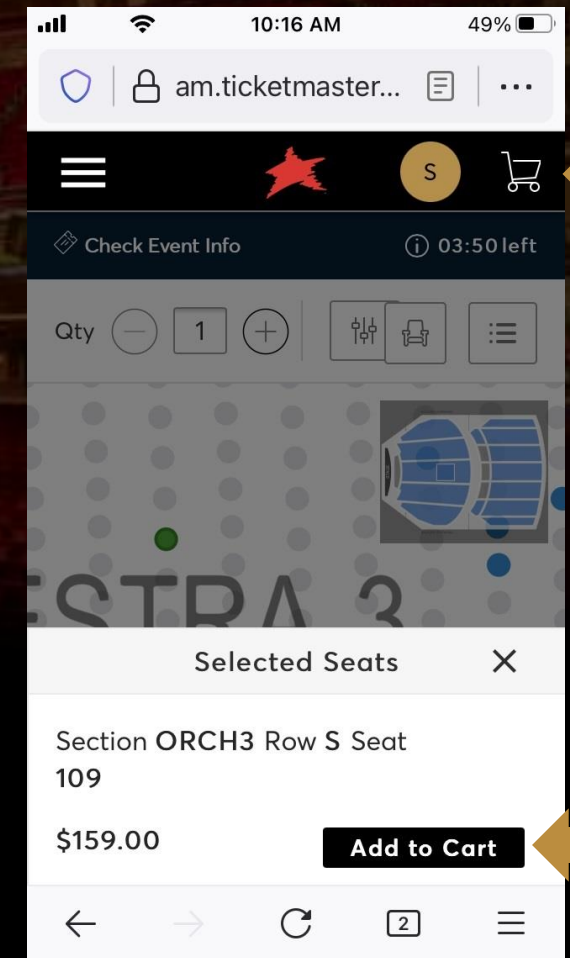 10:16 AM
49%
am.ticketmaster...
S
Check Event Info
03:50 left
Qty
1
ESTRA 3
Selected Seats
Section ORCH3 Row S Seat
109
$159.00
Add to Cart
2